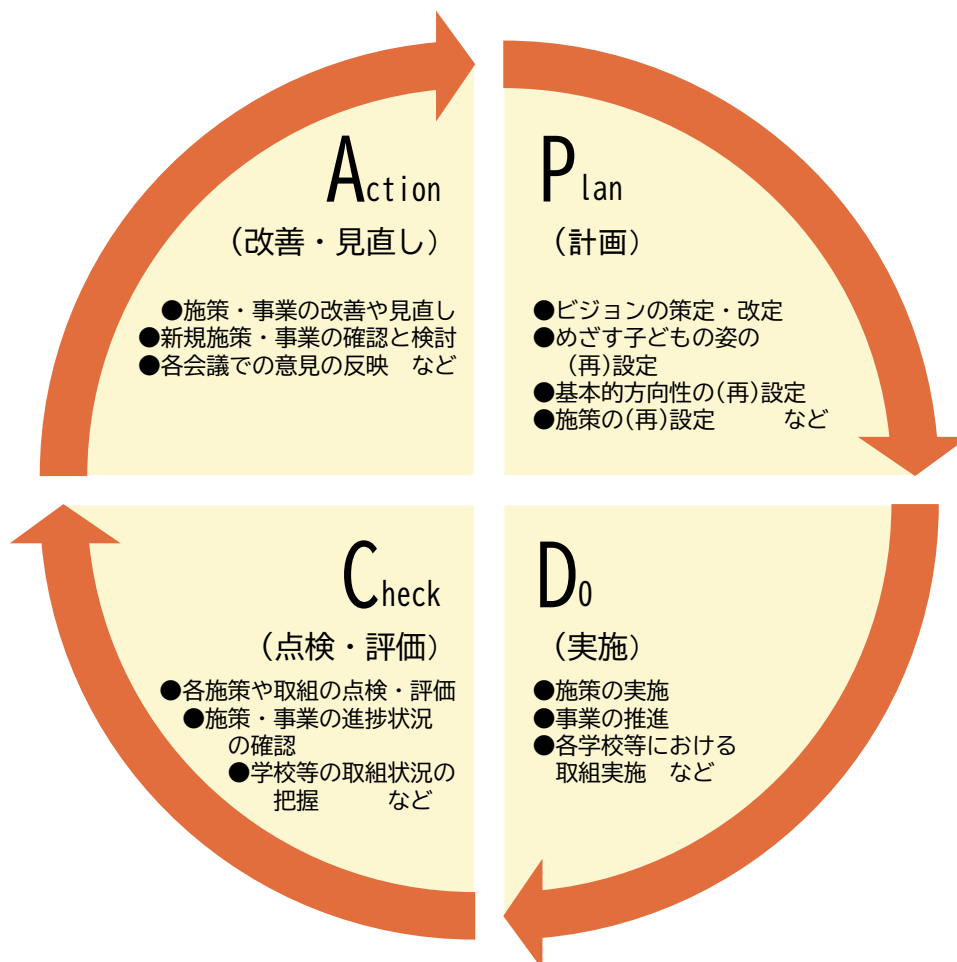 Action
（改善・見直し）
●施策・事業の改善や見直し
●新規施策・事業の確認と検討
●各会議での意見の反映　など
Plan
（計画）
●ビジョンの策定・改定
●めざす子どもの姿の
（再）設定
●基本的方向性の(再)設定
●施策の(再)設定　　　など
Check
（点検・評価）
●各施策や取組の点検・評価
●施策・事業の進捗状況
の確認
●学校等の取組状況の
把握　　　など
Do
（実施）
●施策の実施
●事業の推進
●各学校等における
取組実施　など